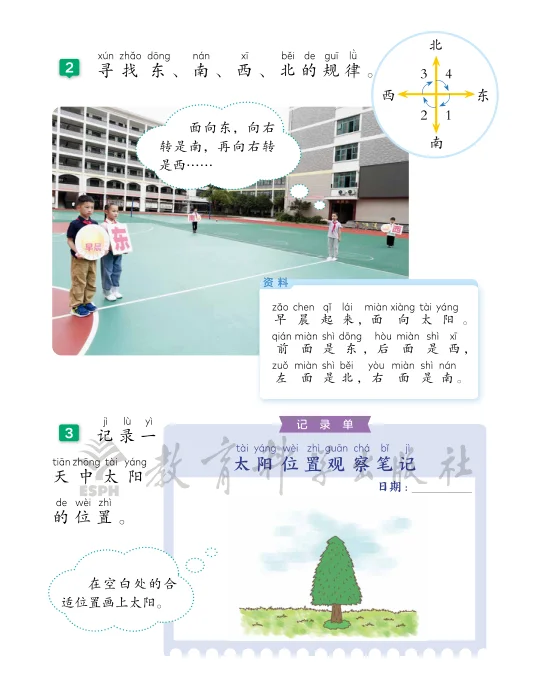 xún zhǎo dōng nán xī běi de guī lǜ
2 寻找东、南、西、北的规律。
北
3 4
西 东
2 1
南
面向东，向右
转是南，再向右转
是西……
早晨
东
西
资料
zǎo chen qǐ lái miàn xiàng tài yáng
早晨起来，面向太阳。
qián miàn shì dōng hòu miàn shì xī
前面是东，后面是西，
zuǒ miàn shì běi yòu miàn shì nán
左面是北，右面是南。
jì lù yì
3 记录一
tiān zhōng tài yáng
天中太阳
de wèi zhì
的位置。
记录单
tài yáng wèi zhì guān chá bǐ jì
太阳位置观察笔记
日期：
ESPH 教育科学出版社
在空白处的合
适位置画上太阳。